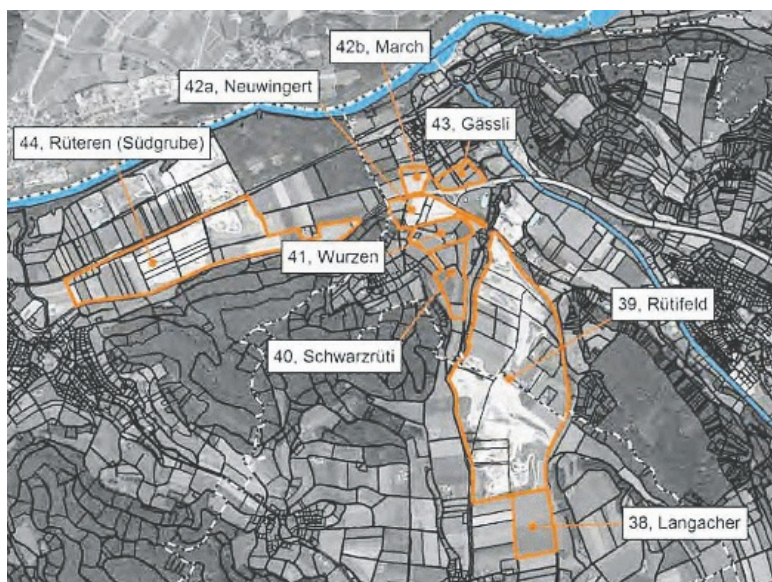 42b, March
42a, Neuwingert
43, Gässli
44, Rüteren (Südgrube)
41, Wurzen
39, Rütifeld
40, Schwarzrüti
38, Langacher